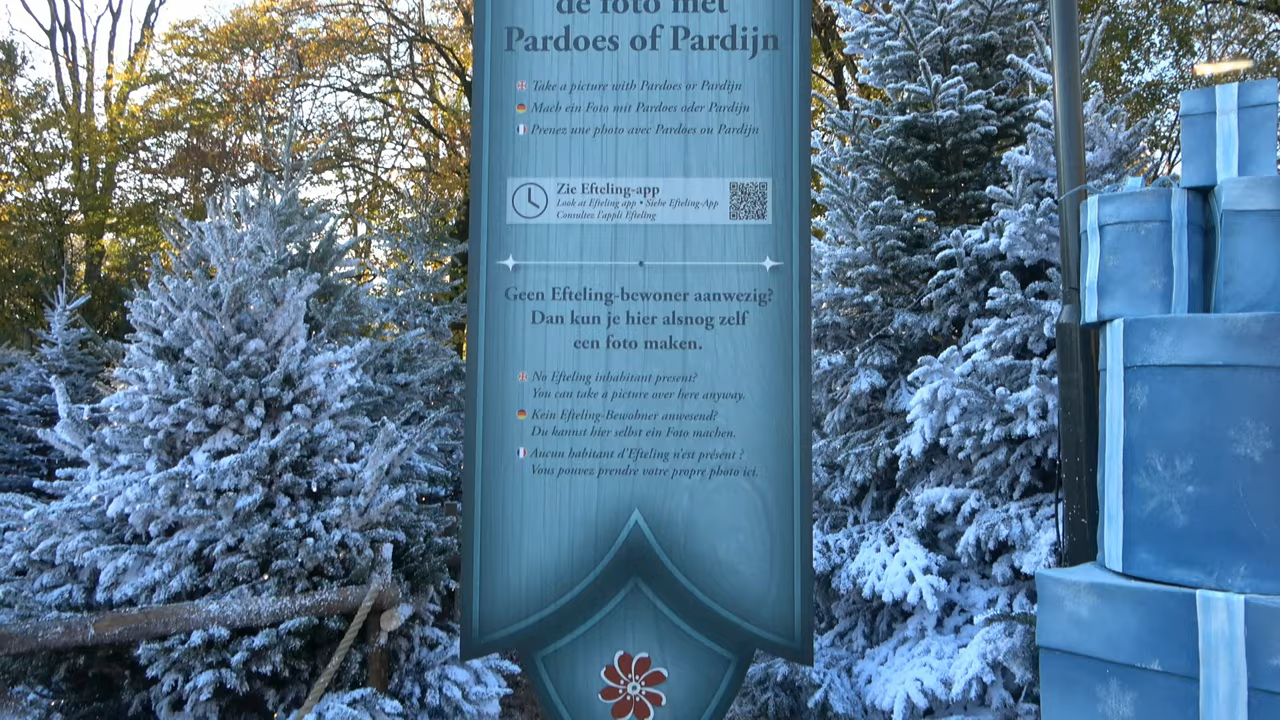 de foto met
Pardoes of Pardijn
Take a picture with Pardoes or Pardijn
Mach ein Foto mit Pardoes oder Pardijn
Prenez une photo avec Pardoes ou Pardijn
Zie Efteling-app
Look at Efteling app • Siehe Efteling-App
Consultez l'appli Efteling
Geen Efteling-bewoner aanwezig?
Dan kun je hier alsnog zelf
een foto maken.
No Efteling inhabitant present?
You can take a picture over here anyway.
Kein Efteling-Bewohner anwesend?
Du kannst hier selbst ein Foto machen.
Aucun habitant d'Efteling n'est présent ?
Vous pouvez prendre votre propre photo ici.